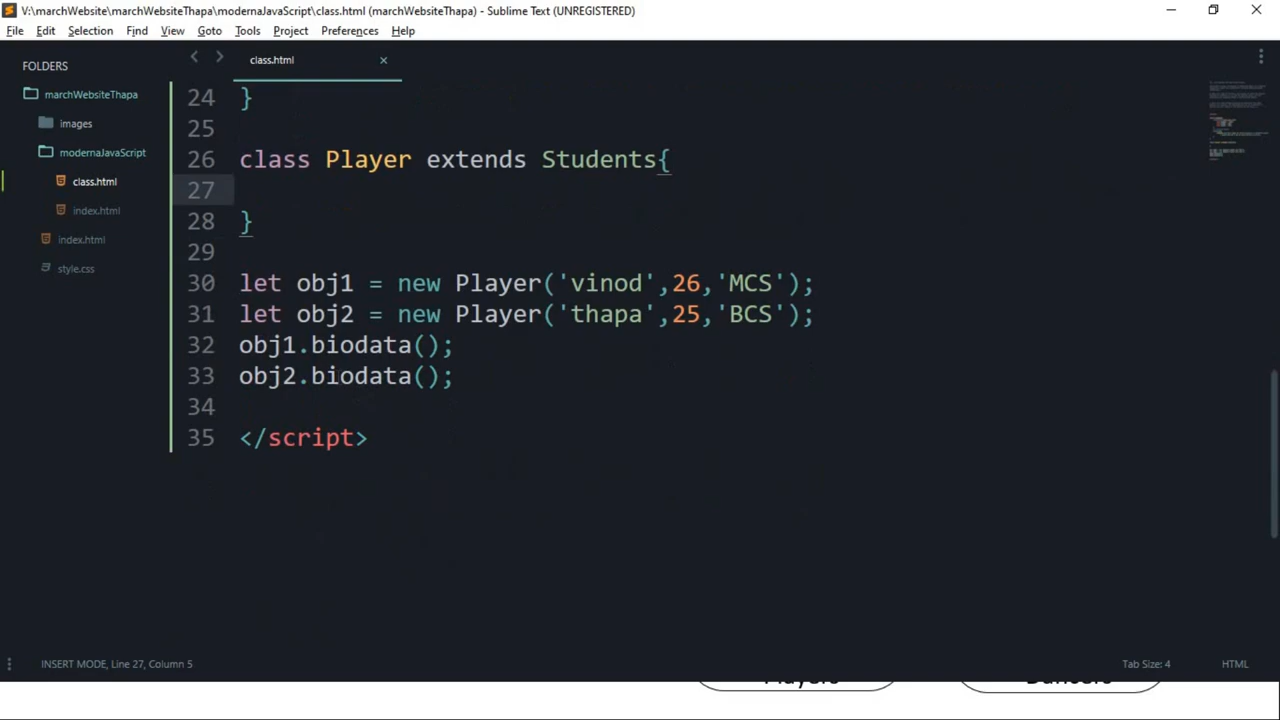 V:\marchWebsite\marchWebsiteThapa\modernaJavaScript\class.html (marchWebsiteThapa) - Sublime Text (UNREGISTERED)
File Edit Selection Find View Goto Tools Project Preferences Help
FOLDERS
marchWebsiteThapa
images
modernaJavaScript
class.html
index.html
index.html
style.css
class.html
24 }
25
26 class Player extends Students{
27
28 }
29
30 let obj1 = new Player('vinod',26,'MCS');
31 let obj2 = new Player('thapa',25,'BCS');
32 obj1.biodata();
33 obj2.biodata();
34
35 </script>
INSERT MODE, Line 27, Column 5
Tab Size: 4
HTML
Players
Dancers